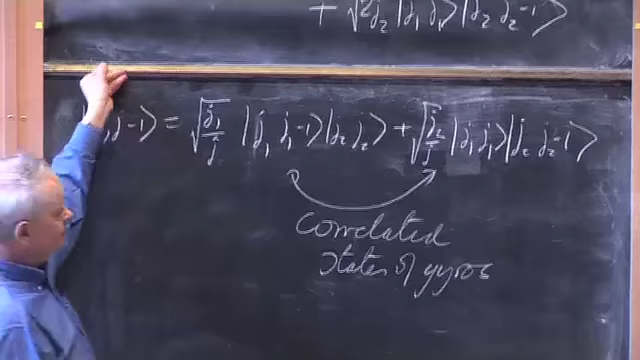 + √2j₂ |j₁ j₁⟩|j₂ j₂-1⟩
, j-1⟩ = √(j₁/j) |j₁ j₁-1⟩|j₂ j₂⟩ + √(j₂/j) |j₁ j₁⟩|j₂ j₂-1⟩
Correlated
states of gyros